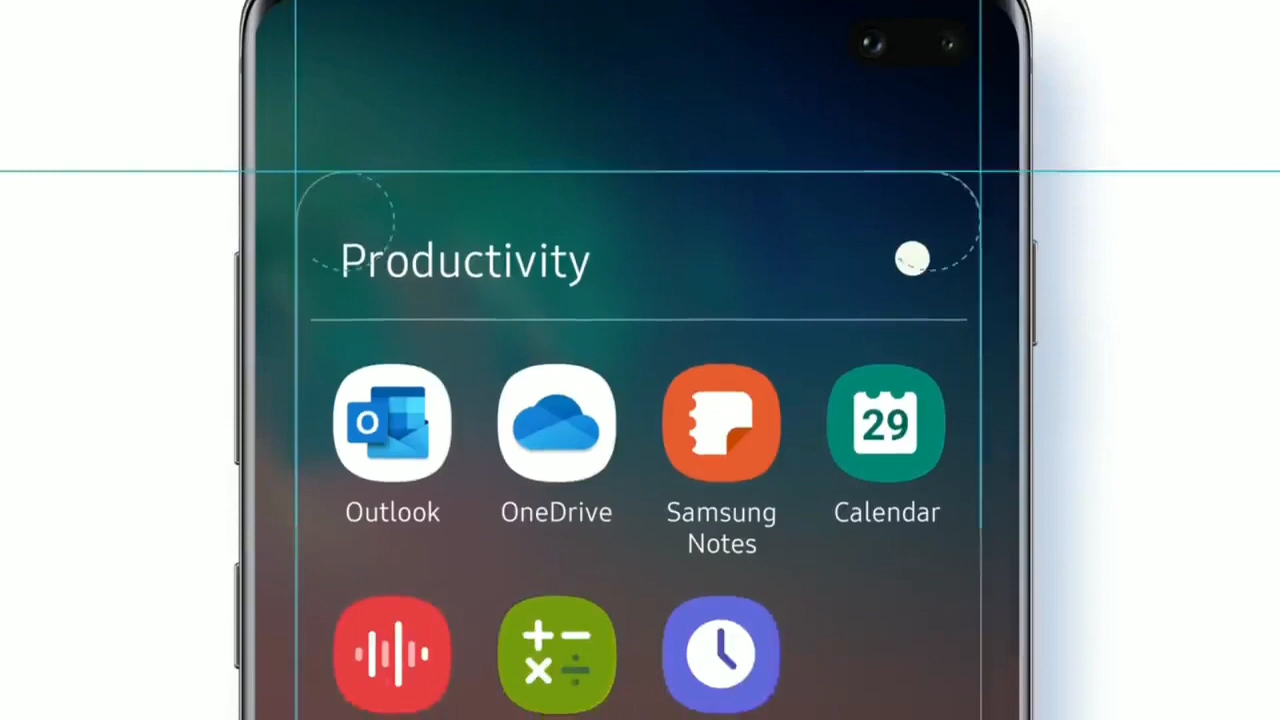 Productivity
O
29
Outlook
OneDrive
Samsung
Notes
Calendar